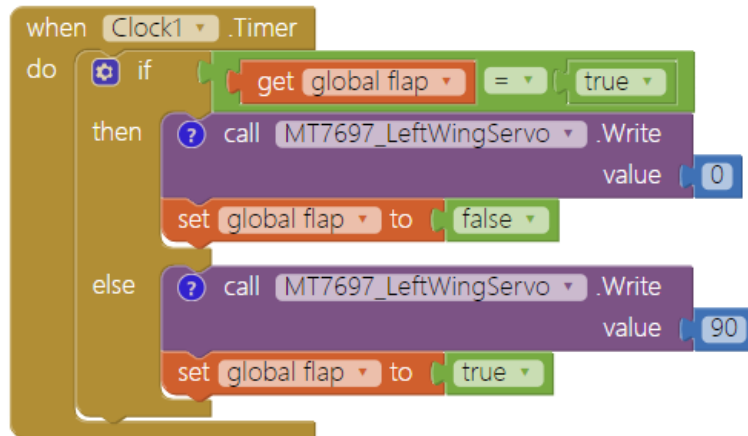 when Clock1 .Timer
do if get global flap = true
then call MT7697_LeftWingServo .Write
value 0
set global flap to false
else call MT7697_LeftWingServo .Write
value 90
set global flap to true